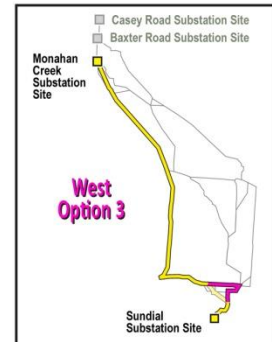 Casey Road Substation Site
Baxter Road Substation Site
Monahan
Creek
Substation
Site
West
Option 3
Sundial
Substation Site